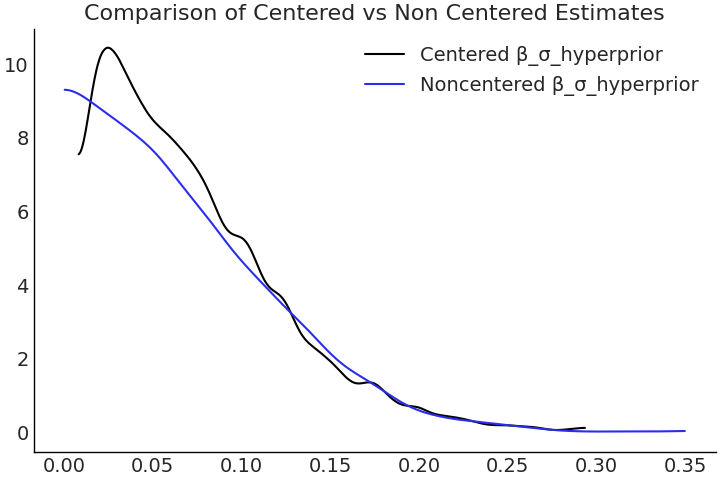 Comparison of Centered vs Non Centered Estimates
Centered β_σ_hyperprior
Noncentered β_σ_hyperprior
10
8
6
4
2
0
0.00 0.05 0.10 0.15 0.20 0.25 0.30 0.35